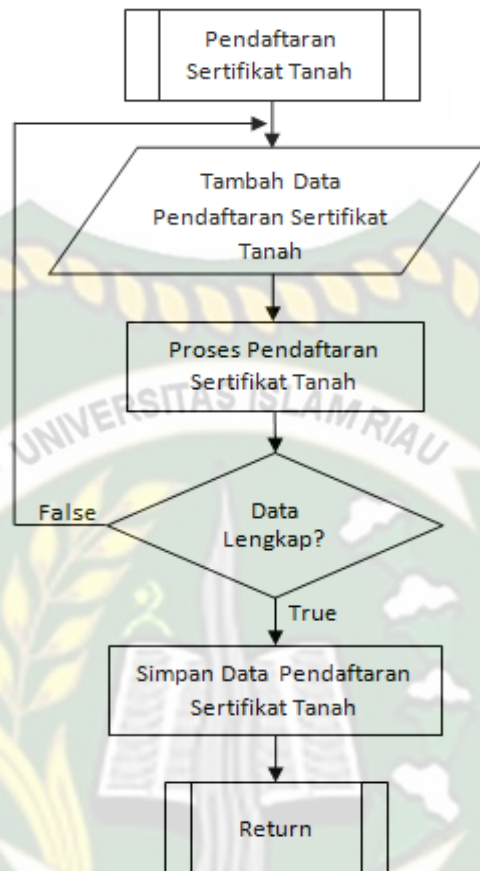 Pendaftaran
Sertifikat Tanah
Tambah Data
Pendaftaran Sertifikat
Tanah
Proses Pendaftaran
Sertifikat Tanah
UNIVERSITAS ISLAM RIAU
Data
Lengkap?
False
True
Simpan Data Pendaftaran
Sertifikat Tanah
Return